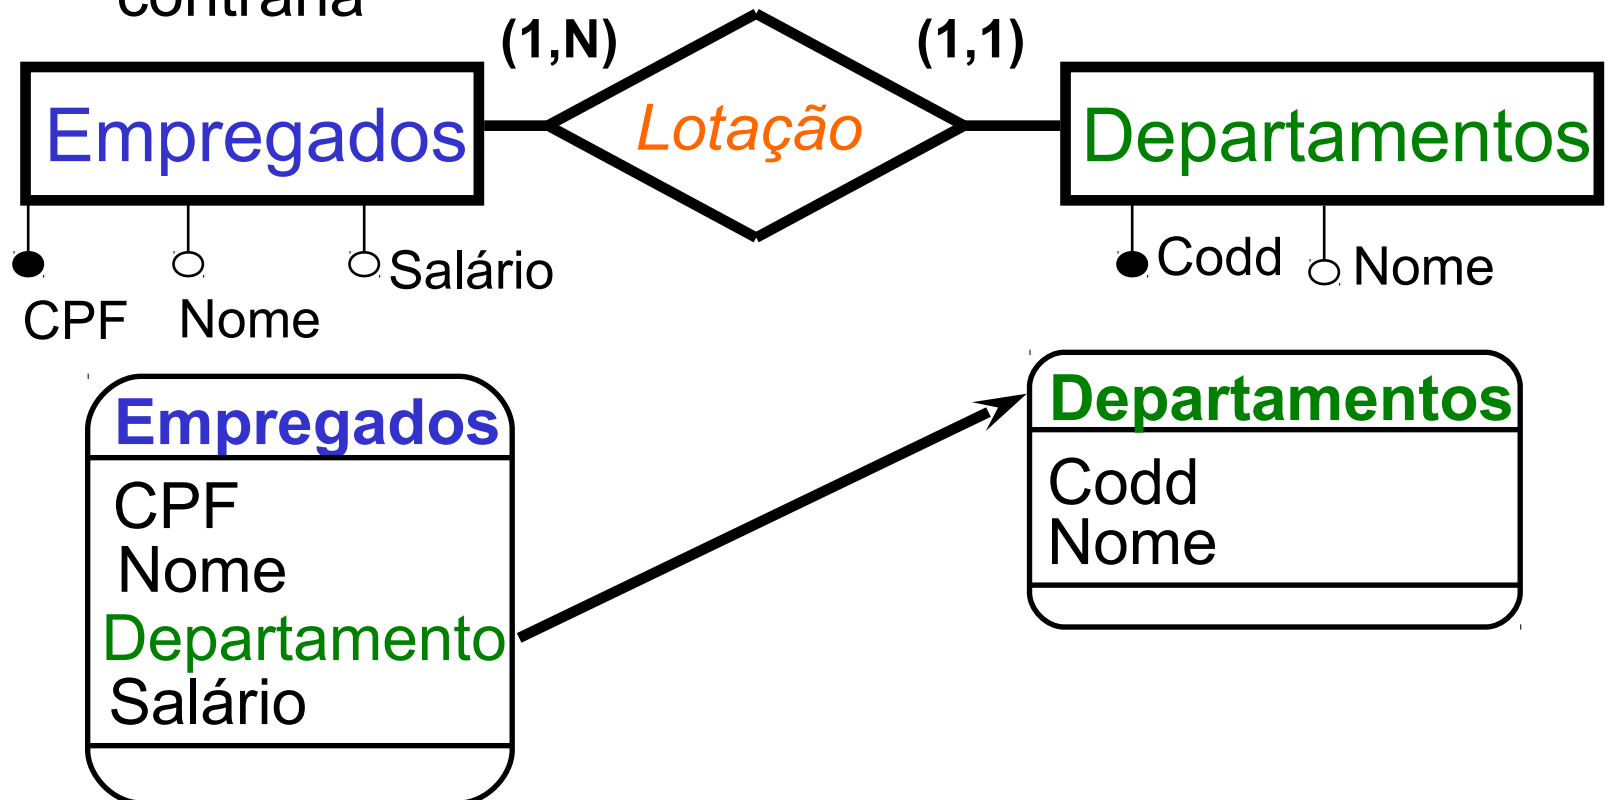 contrária
(1,N) (1,1)
Empregados Lotação Departamentos
Codd Nome
Salário
CPF Nome
Empregados
CPF
Nome
Departamento
Salário
Departamentos
Codd
Nome